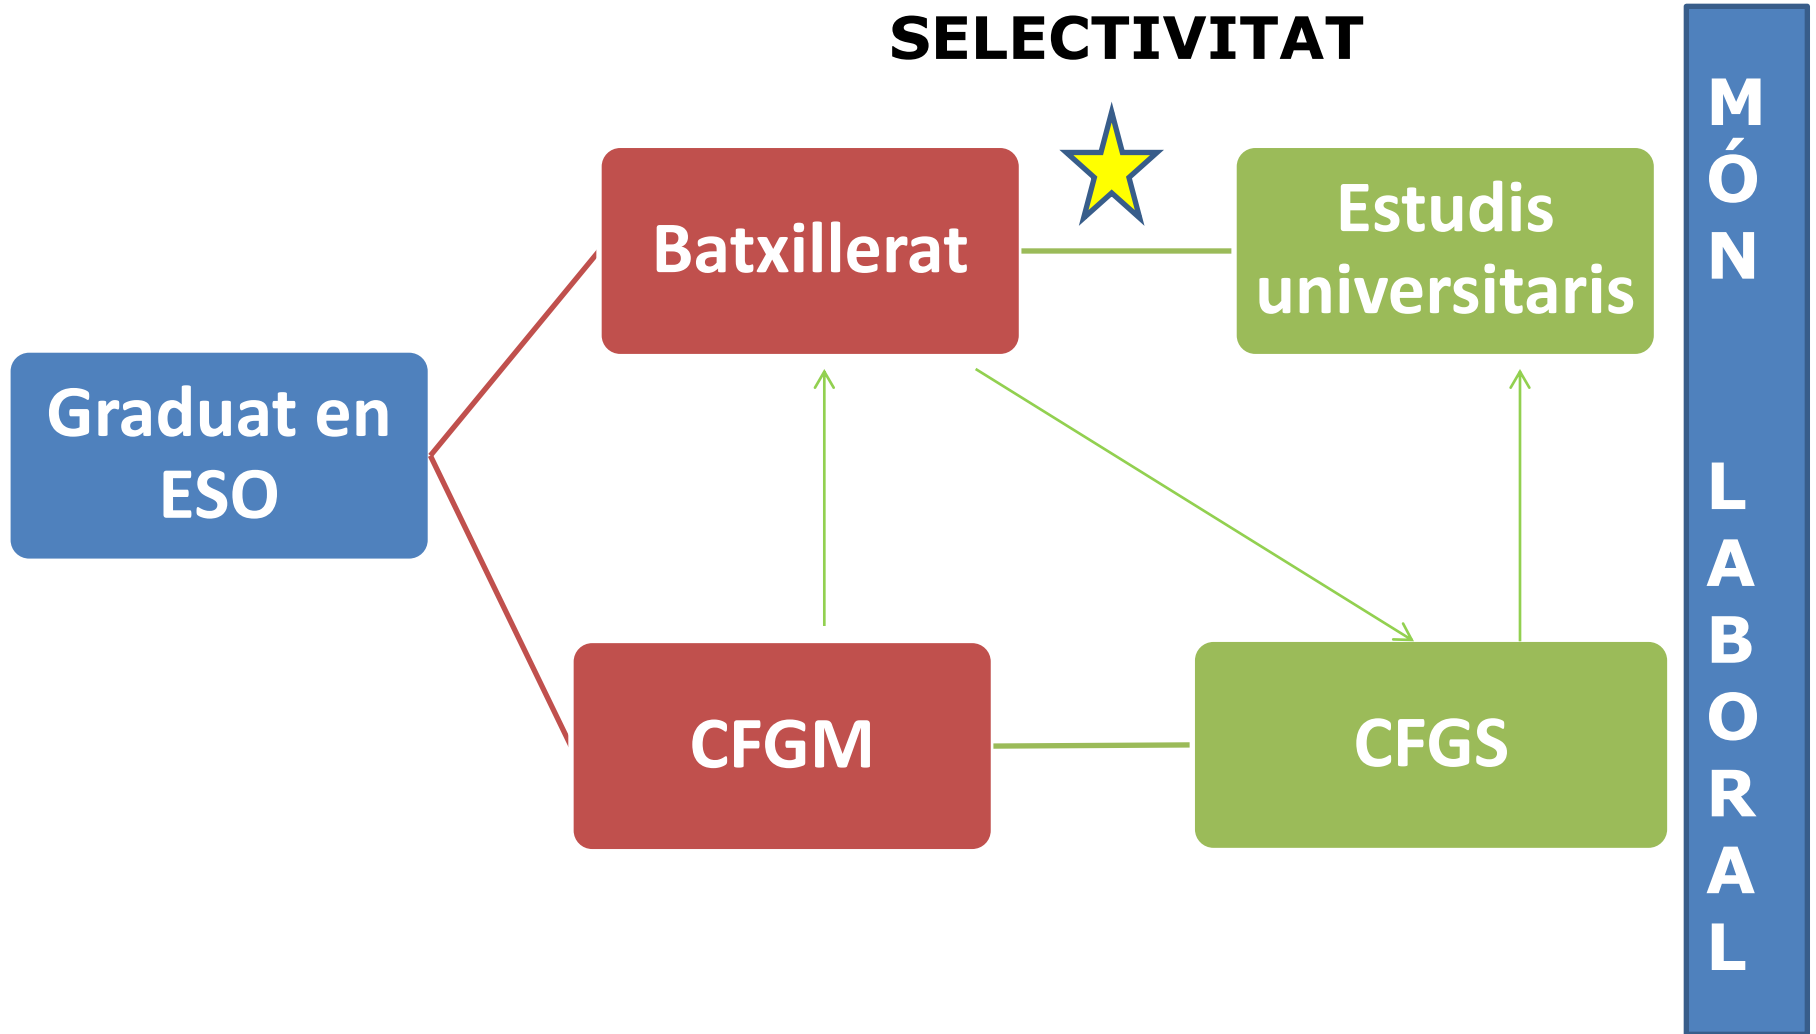 SELECTIVITAT
Batxillerat
Estudis
universitaris
Graduat en
ESO
CFGM
CFGS
MÓN LABORAL